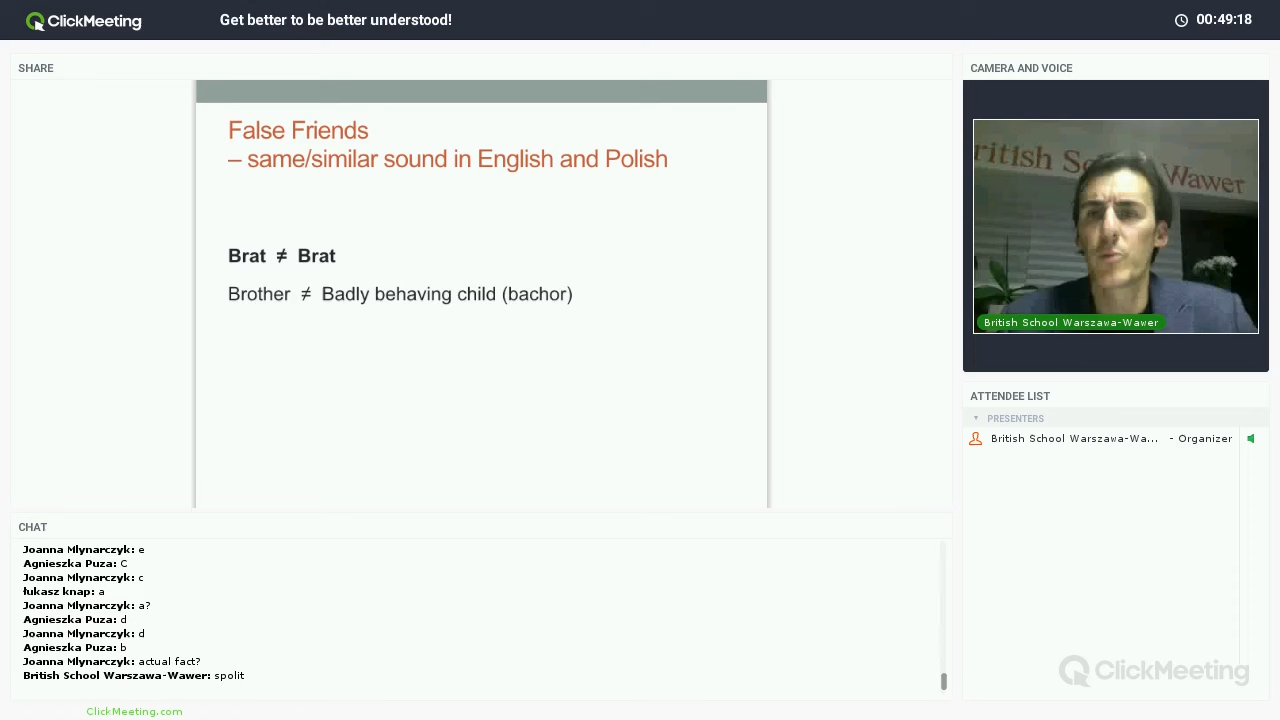 ClickMeeting
Get better to be better understood!
00:49:18
SHARE
False Friends
– same/similar sound in English and Polish
Brat ≠ Brat
Brother ≠ Badly behaving child (bachor)
CAMERA AND VOICE
British School Wawer
British School Warszawa-Wawer
ATTENDEE LIST
PRESENTERS
British School Warszawa-Wa... - Organizer
CHAT
Joanna Mlynarczyk: e
Agnieszka Puza: C
Joanna Mlynarczyk: c
łukasz knap: a
Joanna Mlynarczyk: a?
Agnieszka Puza: d
Joanna Mlynarczyk: d
Agnieszka Puza: b
Joanna Mlynarczyk: actual fact?
British School Warszawa-Wawer: spolit
ClickMeeting
ClickMeeting.com